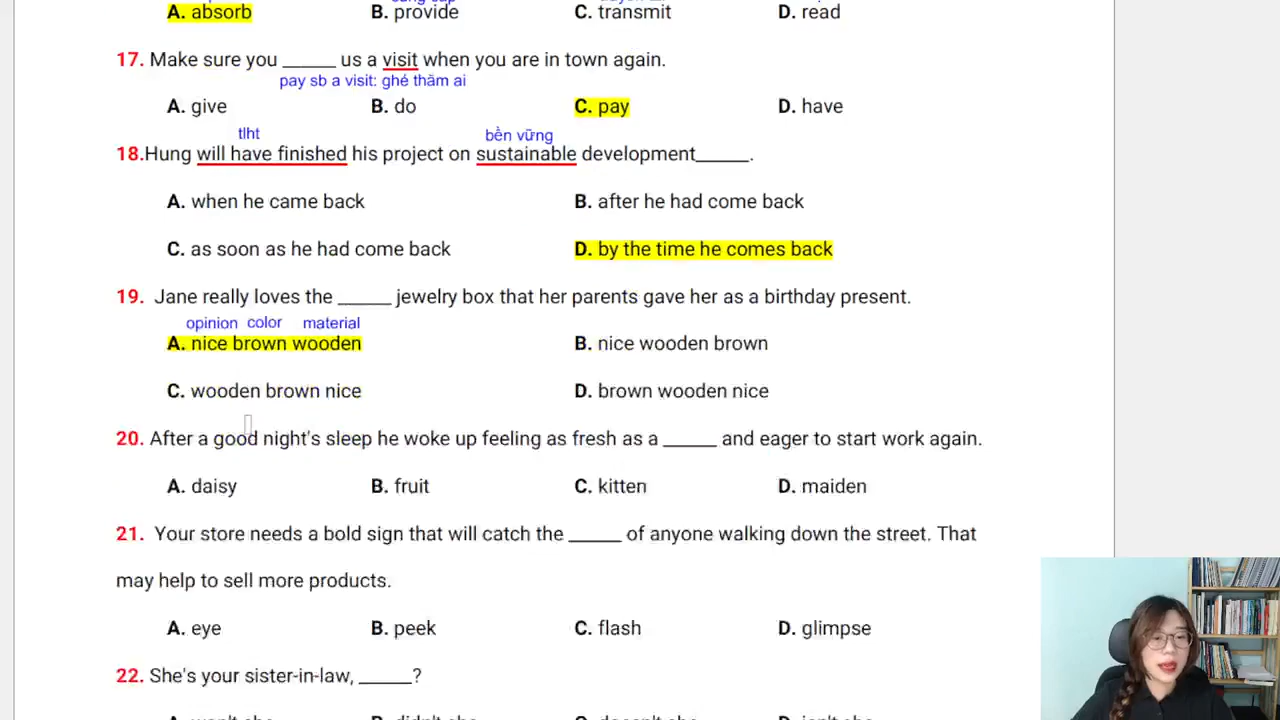 A. absorb B. provide C. transmit D. read
17. Make sure you _____ us a visit when you are in town again.
pay sb a visit: ghé thăm ai
A. give B. do C. pay D. have
tlht bền vững
18.Hung will have finished his project on sustainable development_____.
A. when he came back B. after he had come back
C. as soon as he had come back D. by the time he comes back
19. Jane really loves the _____ jewelry box that her parents gave her as a birthday present.
opinion color material
A. nice brown wooden B. nice wooden brown
C. wooden brown nice D. brown wooden nice
20. After a good night's sleep he woke up feeling as fresh as a _____ and eager to start work again.
A. daisy B. fruit C. kitten D. maiden
21. Your store needs a bold sign that will catch the _____ of anyone walking down the street. That
may help to sell more products.
A. eye B. peek C. flash D. glimpse
22. She's your sister-in-law, _____?